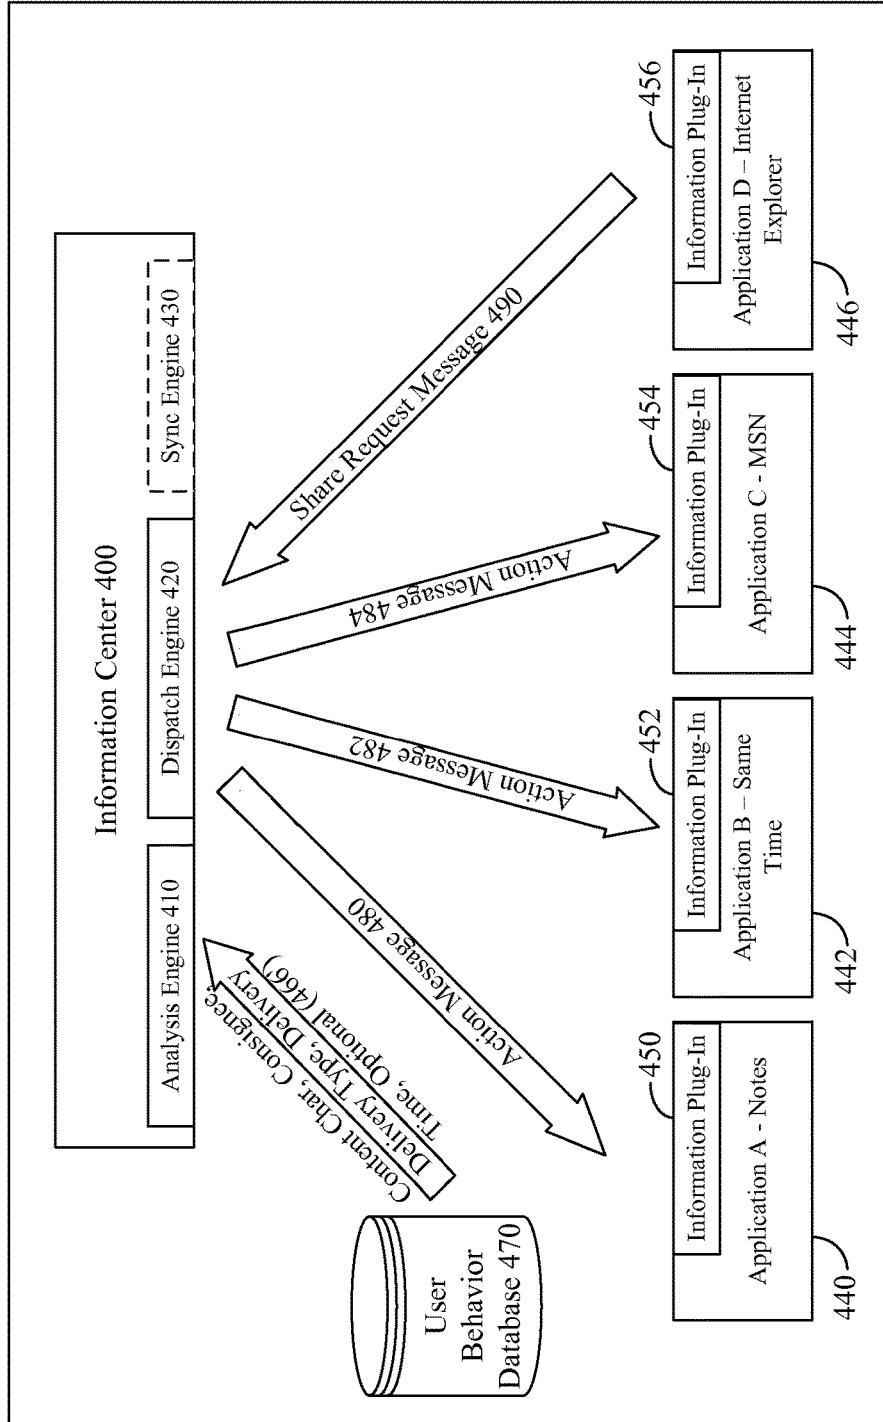 Information Center 400
Analysis Engine 410
Dispatch Engine 420
Sync Engine 430
Content Char, Consignee,
Delivery Type, Delivery
Time, Optional (466')
Action Message 480
Action Message 482
Action Message 484
Share Request Message 490
User
Behavior
Database 470
450
452
454
456
Information Plug-In
Application A - Notes
Information Plug-In
Application B – Same
Time
Information Plug-In
Application C - MSN
Information Plug-In
Application D – Internet
Explorer
440
442
444
446